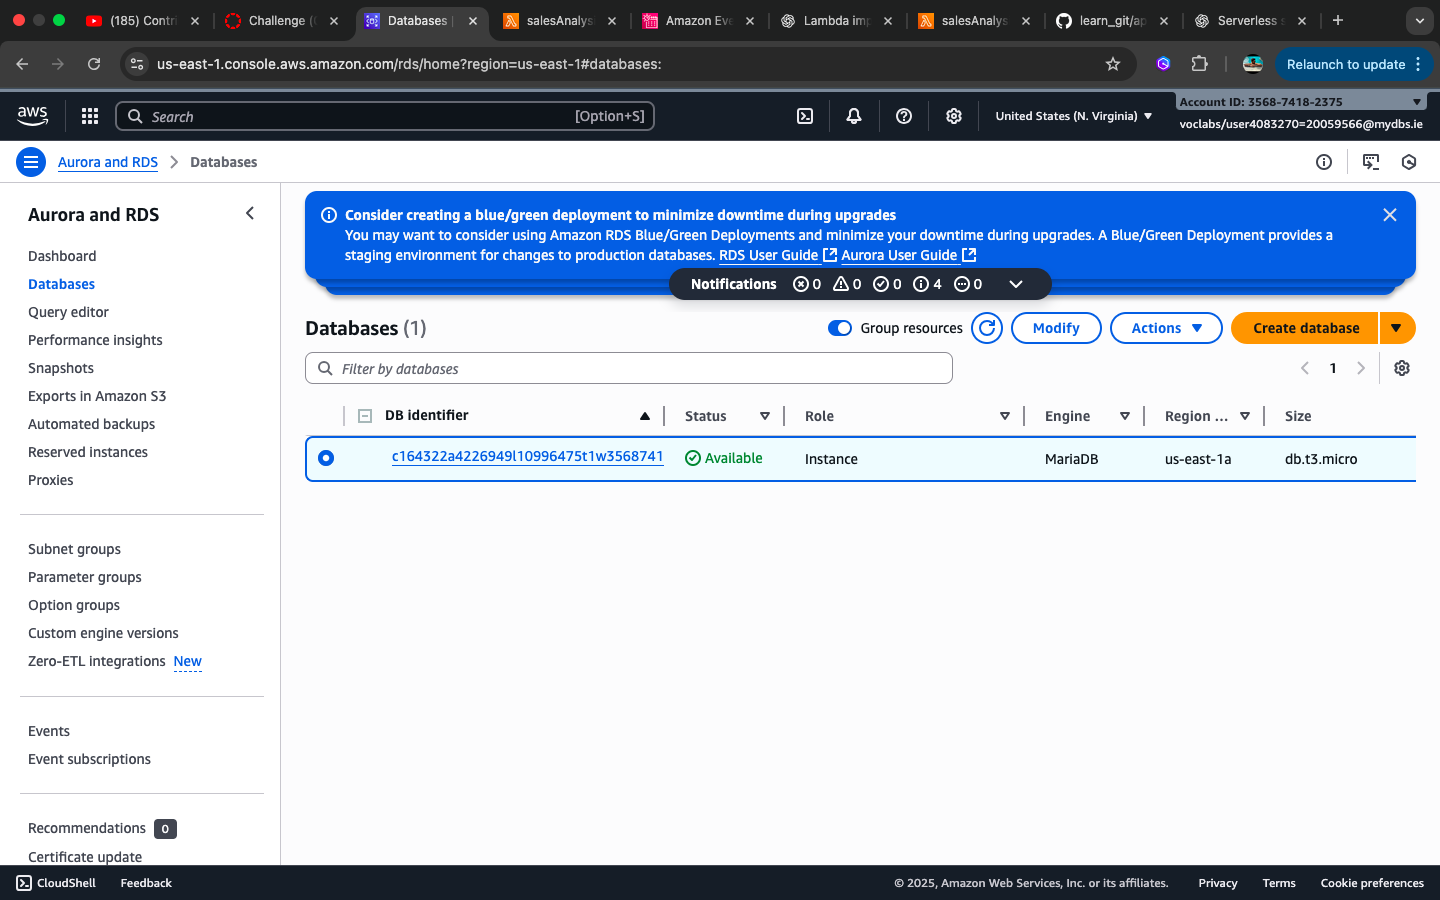 (185) Contri
Challenge (
Databases |
salesAnalys
Amazon Eve
Lambda imp
salesAnalys
learn_git/ap
Serverless s
us-east-1.console.aws.amazon.com/rds/home?region=us-east-1#databases:
Relaunch to update
aws
Search
[Option+S]
United States (N. Virginia)
Account ID: 3568-7418-2375
voclabs/user4083270=20059566@mydbs.ie
Aurora and RDS
Databases
Aurora and RDS
Dashboard
Databases
Query editor
Performance insights
Snapshots
Exports in Amazon S3
Automated backups
Reserved instances
Proxies
Subnet groups
Parameter groups
Option groups
Custom engine versions
Zero-ETL integrations New
Events
Event subscriptions
Recommendations 0
Certificate update
Consider creating a blue/green deployment to minimize downtime during upgrades
You may want to consider using Amazon RDS Blue/Green Deployments and minimize your downtime during upgrades. A Blue/Green Deployment provides a
staging environment for changes to production databases. RDS User Guide Aurora User Guide
Notifications 0 0 0 4 0
Databases (1)
Group resources
Modify
Actions
Create database
Filter by databases
1
DB identifier Status Role Engine Region ... Size
c164322a4226949l10996475t1w3568741 Available Instance MariaDB us-east-1a db.t3.micro
CloudShell Feedback © 2025, Amazon Web Services, Inc. or its affiliates. Privacy Terms Cookie preferences